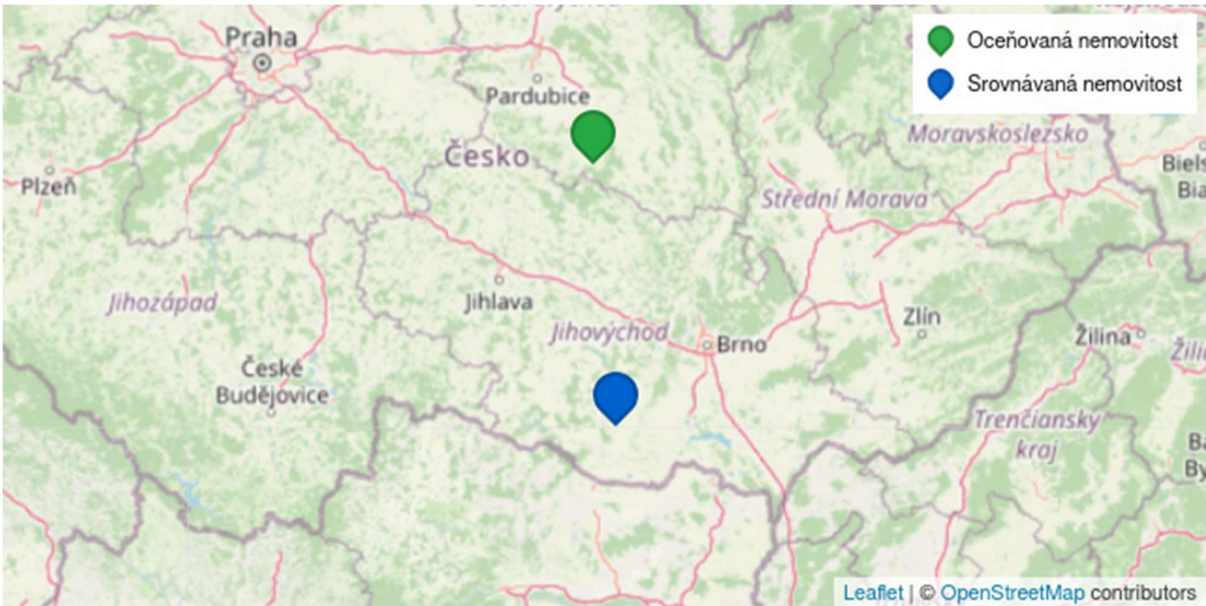 Praha
Pardubice
Česko
Plzeň
Oceňovaná nemovitost
Srovnávaná nemovitost
Moravskoslezsko
Střední Morava
Jihozápad
Jihlava
Jihovýchod
Brno
Zlín
Žilina
České
Budějovice
Trenčiansky
kraj
Leaflet | © OpenStreetMap contributors